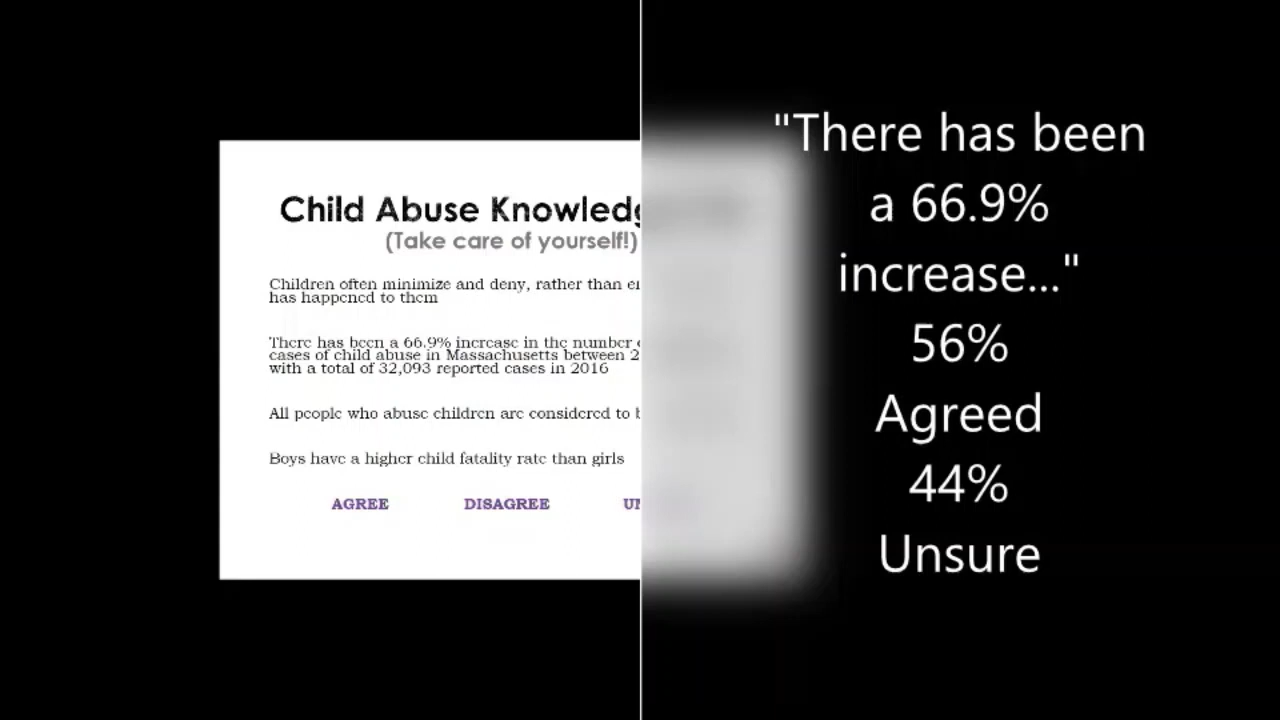 Child Abuse Knowledg
(Take care of yourself!)
Children often minimize and deny, rather than
has happened to them
There has been a 66.9% increase in the number
cases of child abuse in Massachusetts between 2
with a total of 32,093 reported cases in 2016
All people who abuse children are considered to
Boys have a higher child fatality rate than girls
AGREE DISAGREE UN
"There has been
a 66.9%
increase..."
56%
Agreed
44%
Unsure